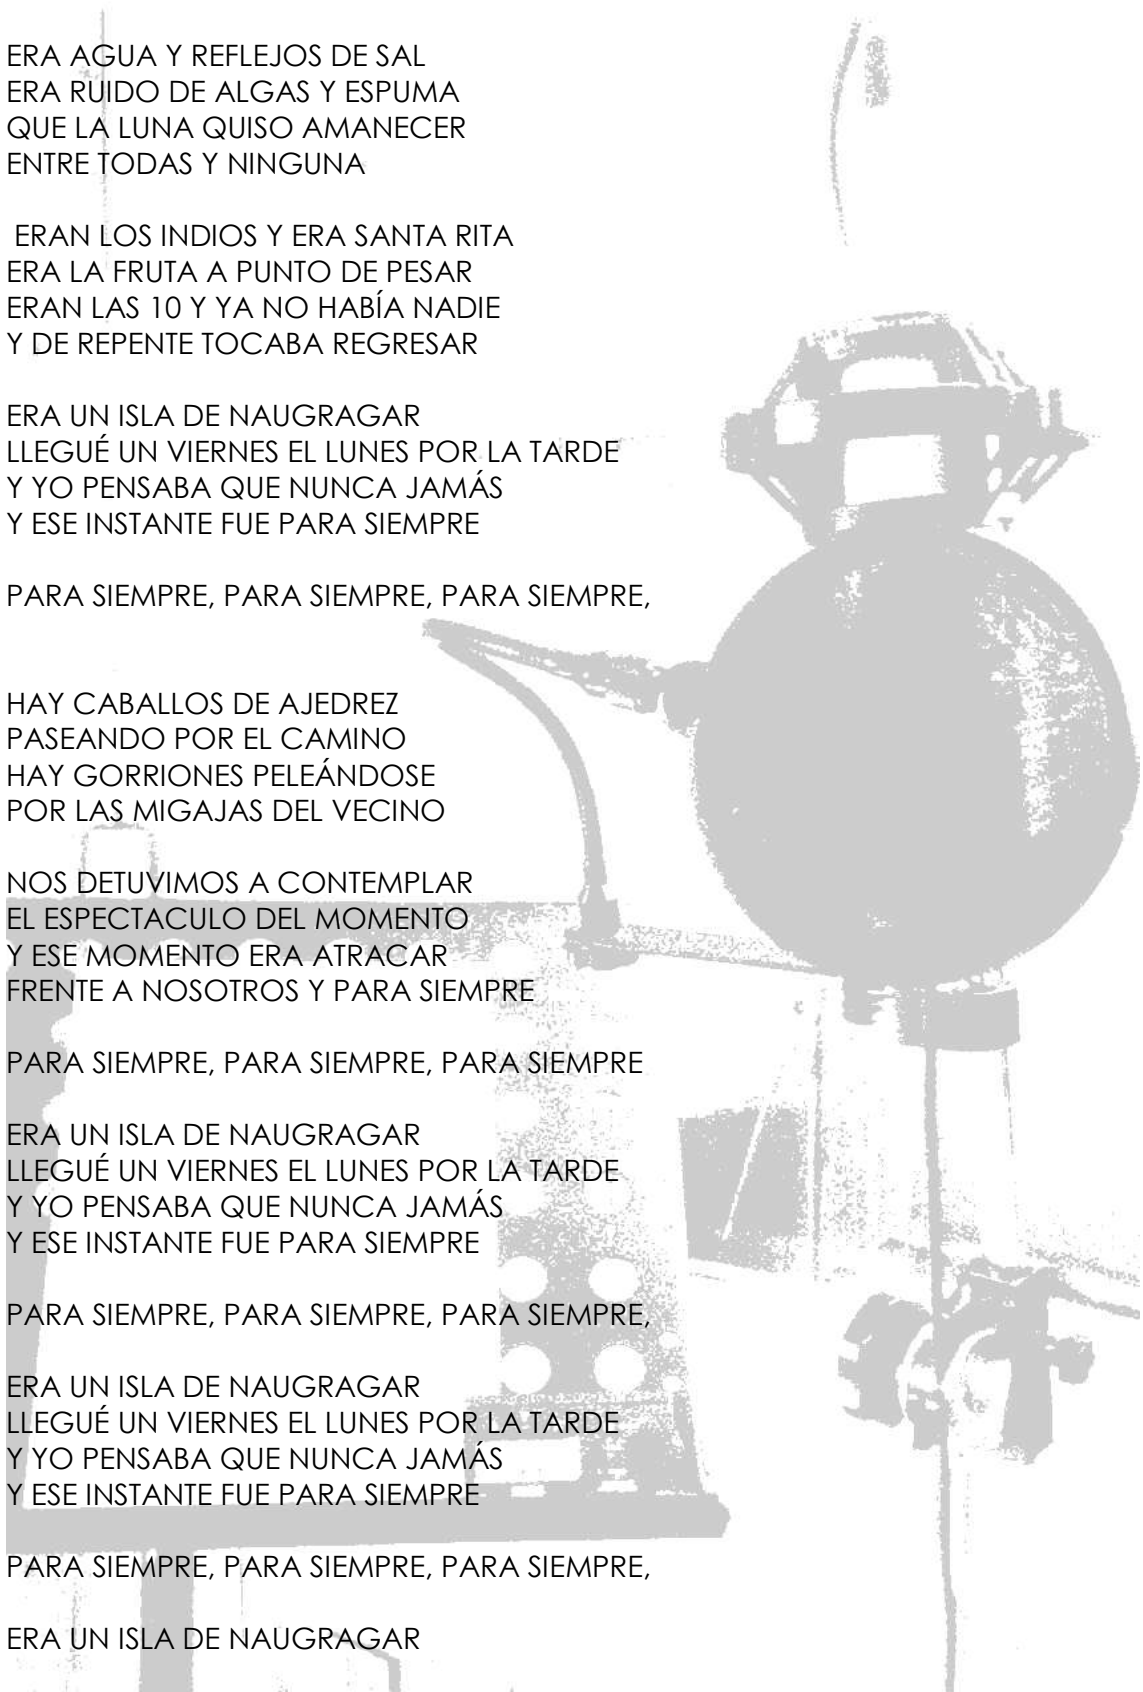 ERA AGUA Y REFLEJOS DE SAL
ERA RUIDO DE ALGAS Y ESPUMA
QUE LA LUNA QUISO AMANECER
ENTRE TODAS Y NINGUNA
ERAN LOS INDIOS Y ERA SANTA RITA
ERA LA FRUTA A PUNTO DE PESAR
ERAN LAS 10 Y YA NO HABÍA NADIE
Y DE REPENTE TOCABA REGRESAR
ERA UN ISLA DE NAUGRAGAR
LLEGUÉ UN VIERNES EL LUNES POR LA TARDE
Y YO PENSABA QUE NUNCA JAMÁS
Y ESE INSTANTE FUE PARA SIEMPRE
PARA SIEMPRE, PARA SIEMPRE, PARA SIEMPRE,
HAY CABALLOS DE AJEDREZ
PASEANDO POR EL CAMINO
HAY GORRIONES PELEÁNDOSE
POR LAS MIGAJAS DEL VECINO
NOS DETUVIMOS A CONTEMPLAR
EL ESPECTACULO DEL MOMENTO
Y ESE MOMENTO ERA ATRACAR
FRENTE A NOSOTROS Y PARA SIEMPRE
PARA SIEMPRE, PARA SIEMPRE, PARA SIEMPRE
ERA UN ISLA DE NAUGRAGAR
LLEGUÉ UN VIERNES EL LUNES POR LA TARDE
Y YO PENSABA QUE NUNCA JAMÁS
Y ESE INSTANTE FUE PARA SIEMPRE
PARA SIEMPRE, PARA SIEMPRE, PARA SIEMPRE,
ERA UN ISLA DE NAUGRAGAR
LLEGUÉ UN VIERNES EL LUNES POR LA TARDE
Y YO PENSABA QUE NUNCA JAMÁS
Y ESE INSTANTE FUE PARA SIEMPRE
PARA SIEMPRE, PARA SIEMPRE, PARA SIEMPRE,
ERA UN ISLA DE NAUGRAGAR